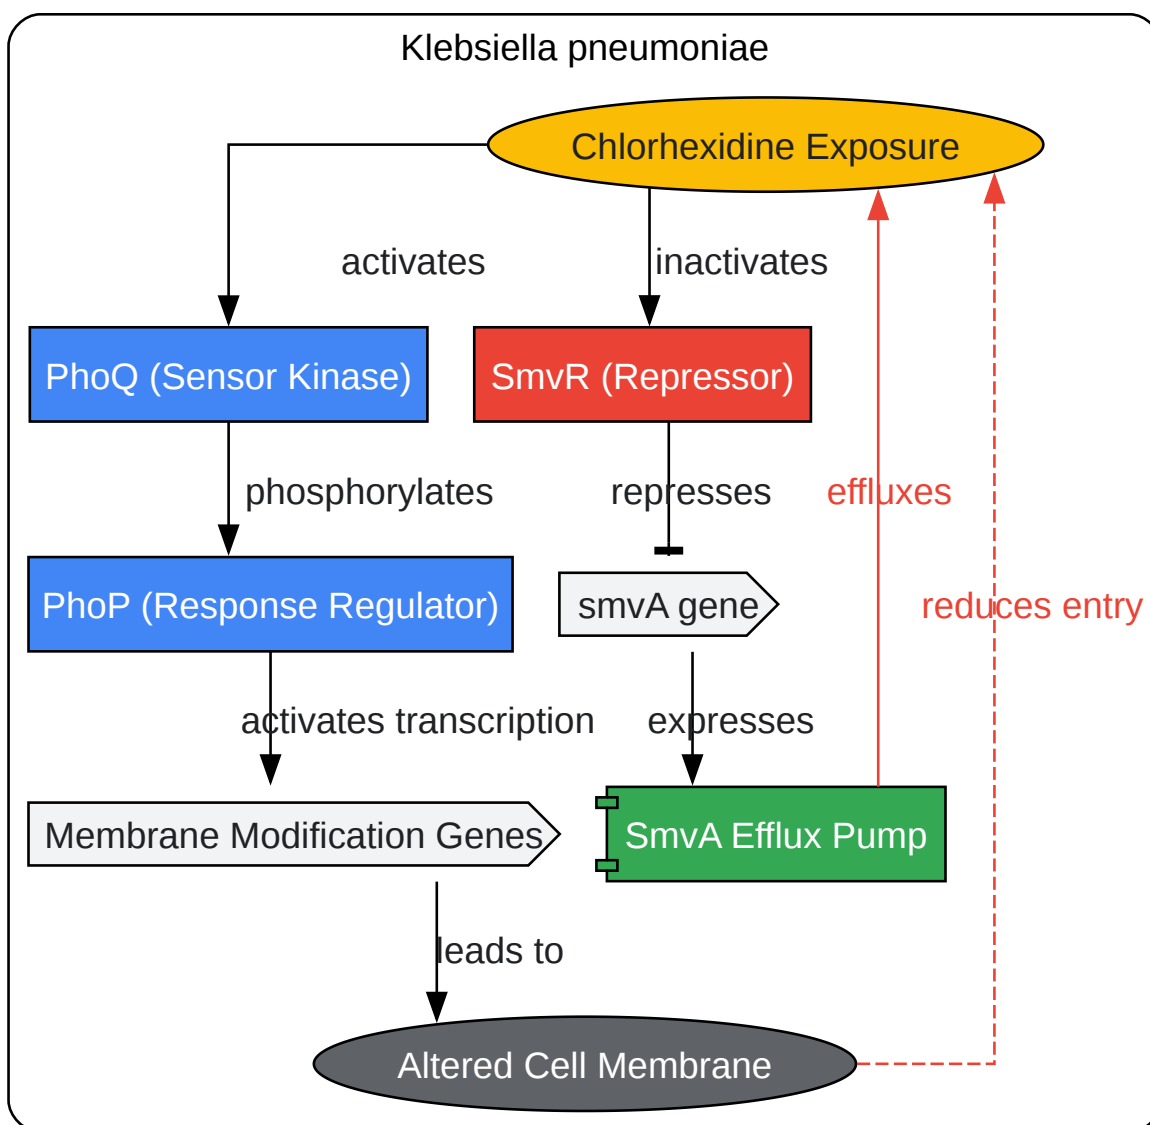 Klebsiella pneumoniae
Chlorhexidine Exposure
activates
inactivates
PhoQ (Sensor Kinase)
SmvR (Repressor)
phosphorylates
represses
effluxes
PhoP (Response Regulator)
smvA gene
reduces entry
activates transcription
expresses
Membrane Modification Genes
SmvA Efflux Pump
leads to
Altered Cell Membrane